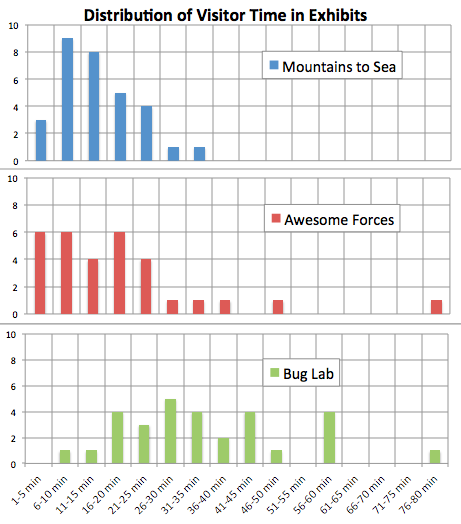 Distribution of Visitor Time in Exhibits
10
8
6
4
2
0
Mountains to Sea
10
8
6
4
2
0
Awesome Forces
10
8
6
4
2
0
Bug Lab
1-5 min
6-10 min
11-15 min
16-20 min
21-25 min
26-30 min
31-35 min
36-40 min
41-45 min
46-50 min
51-55 min
56-60 min
61-65 min
66-70 min
71-75 min
76-80 min